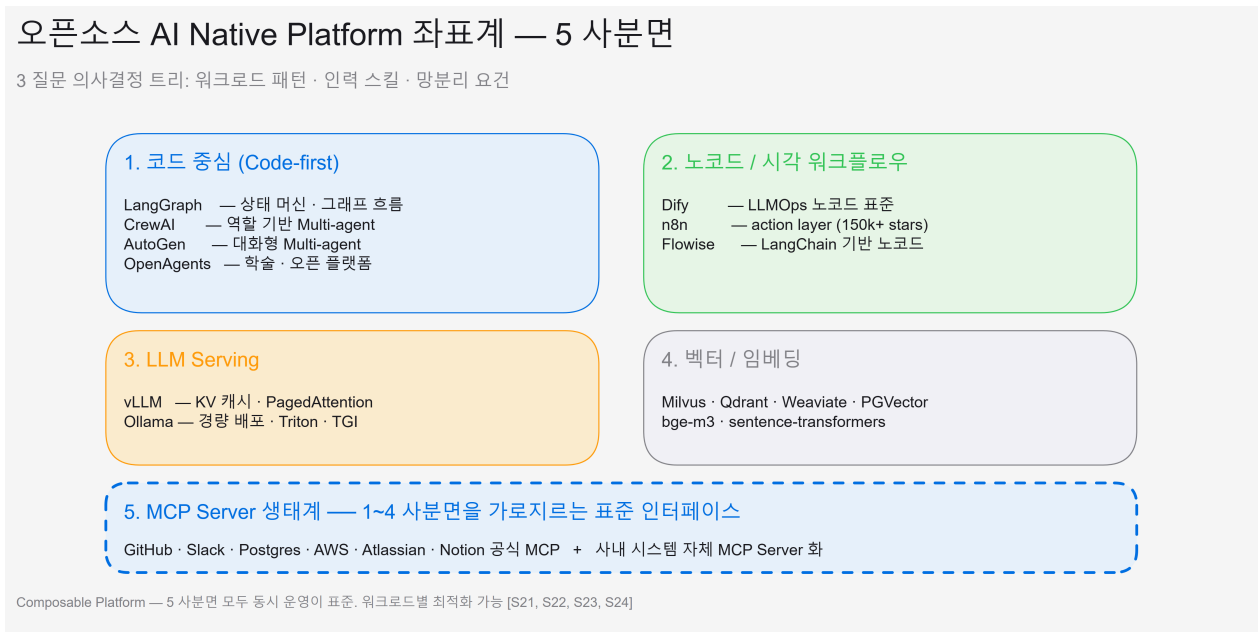 오픈소스 AI Native Platform 좌표계 — 5 사분면
3 질문 의사결정 트리: 워크로드 패턴 · 인력 스킬 · 망분리 요건
1. 코드 중심 (Code-first)
LangGraph — 상태 머신 · 그래프 흐름
CrewAI — 역할 기반 Multi-agent
AutoGen — 대화형 Multi-agent
OpenAgents — 학술 · 오픈 플랫폼
2. 노코드 / 시각 워크플로우
Dify — LLMOps 노코드 표준
n8n — action layer (150k+ stars)
Flowise — LangChain 기반 노코드
3. LLM Serving
vLLM — KV 캐시 · PagedAttention
Ollama — 경량 배포 · Triton · TGI
4. 벡터 / 임베딩
Milvus · Qdrant · Weaviate · PGVector
bge-m3 · sentence-transformers
5. MCP Server 생태계 —— 1~4 사분면을 가로지르는 표준 인터페이스
GitHub · Slack · Postgres · AWS · Atlassian · Notion 공식 MCP + 사내 시스템 자체 MCP Server 화
Composable Platform — 5 사분면 모두 동시 운영이 표준. 워크로드별 최적화 가능 [S21, S22, S23, S24]